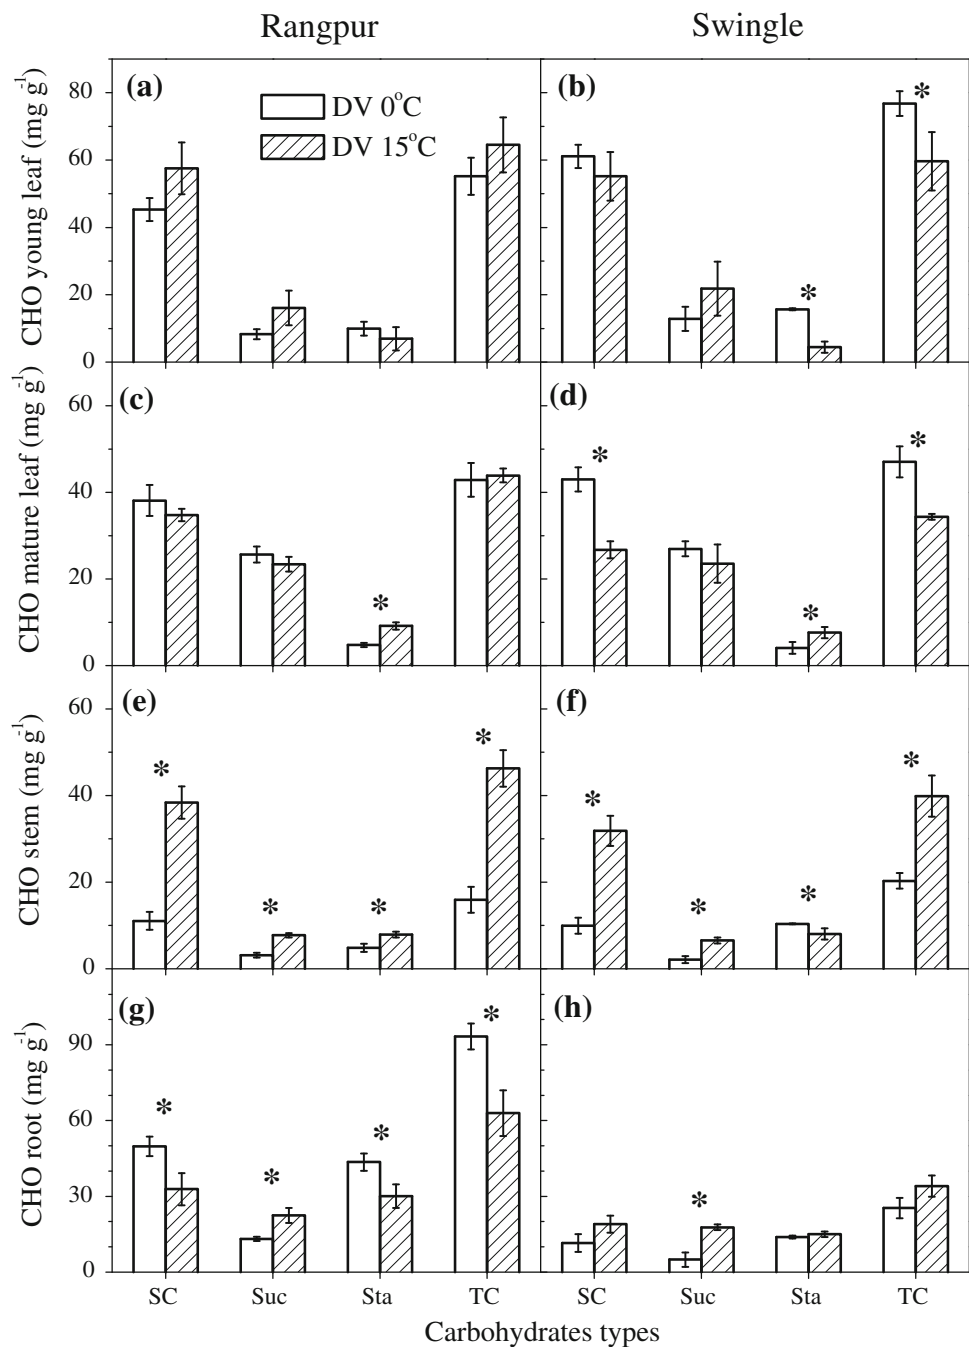 Rangpur Swingle
(a) (b)
DV 0°C
DV 15°C
CHO young leaf (mg g-1)
80
60
40
20
0
* * 
(c) (d)
CHO mature leaf (mg g-1)
60
40
20
0
* * * *
(e) (f)
CHO stem (mg g-1)
60
40
20
0
* * * * * * * *
(g) (h)
CHO root (mg g-1)
90
60
30
0
* * * * *
SC Suc Sta TC SC Suc Sta TC
Carbohydrates types